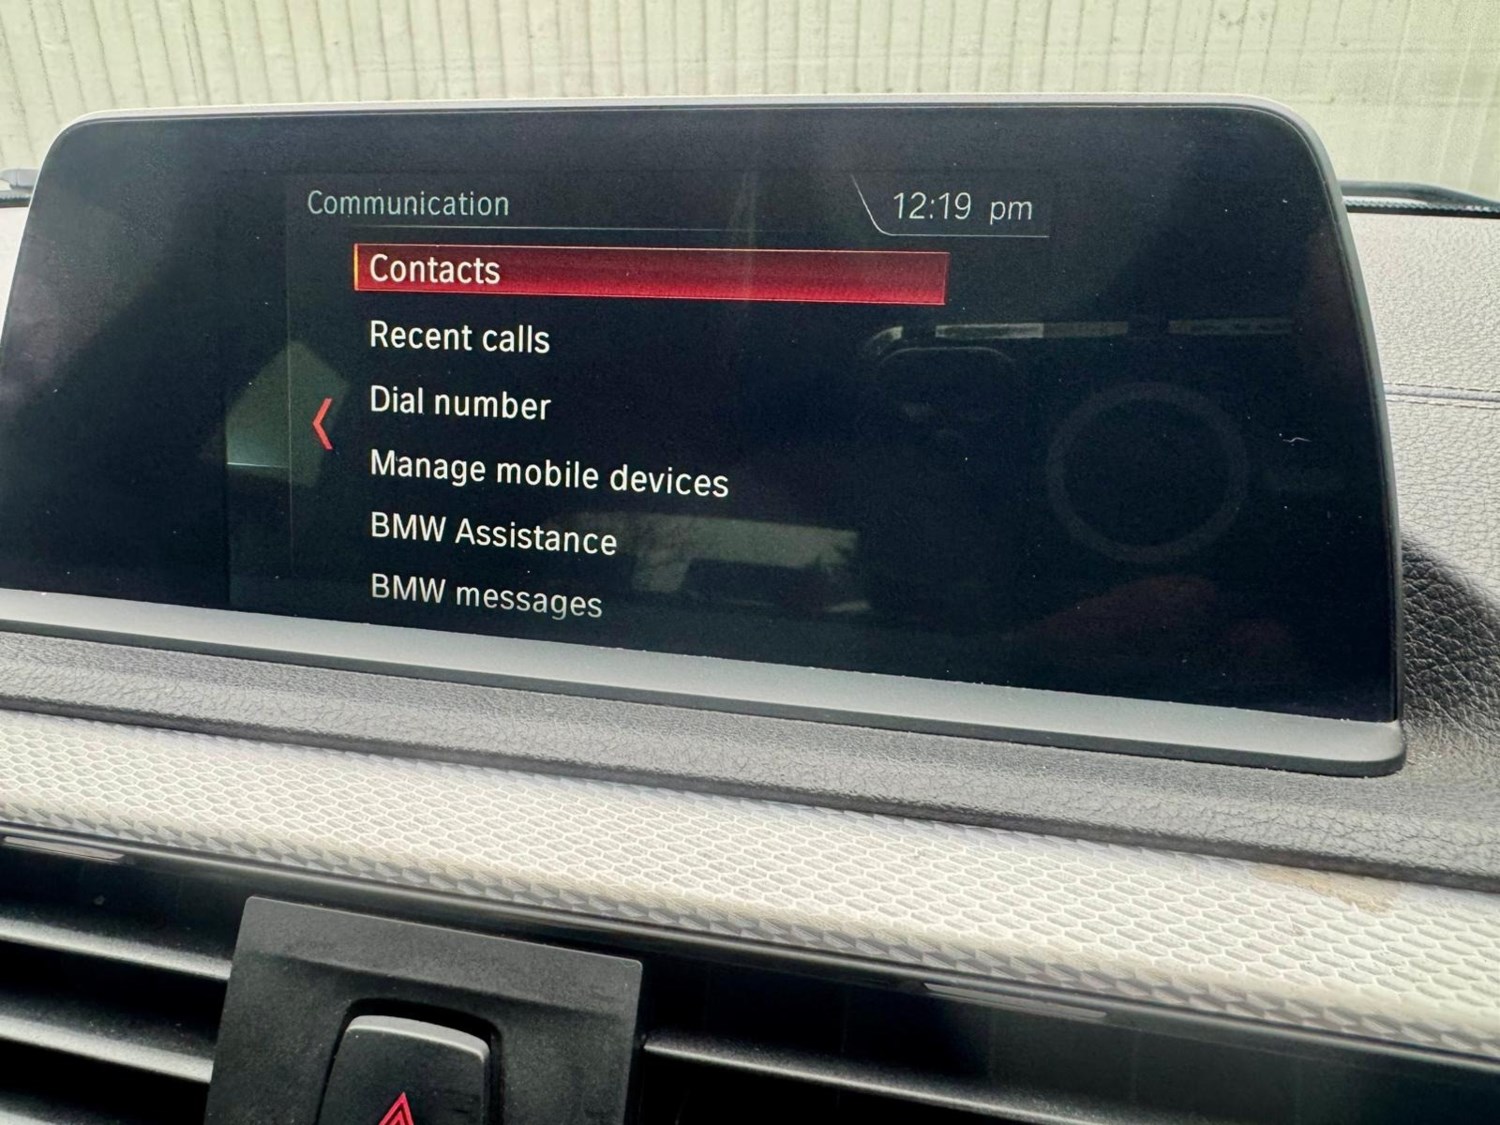 Communication
12:19 pm
Contacts
Recent calls
Dial number
Manage mobile devices
BMW Assistance
BMW messages